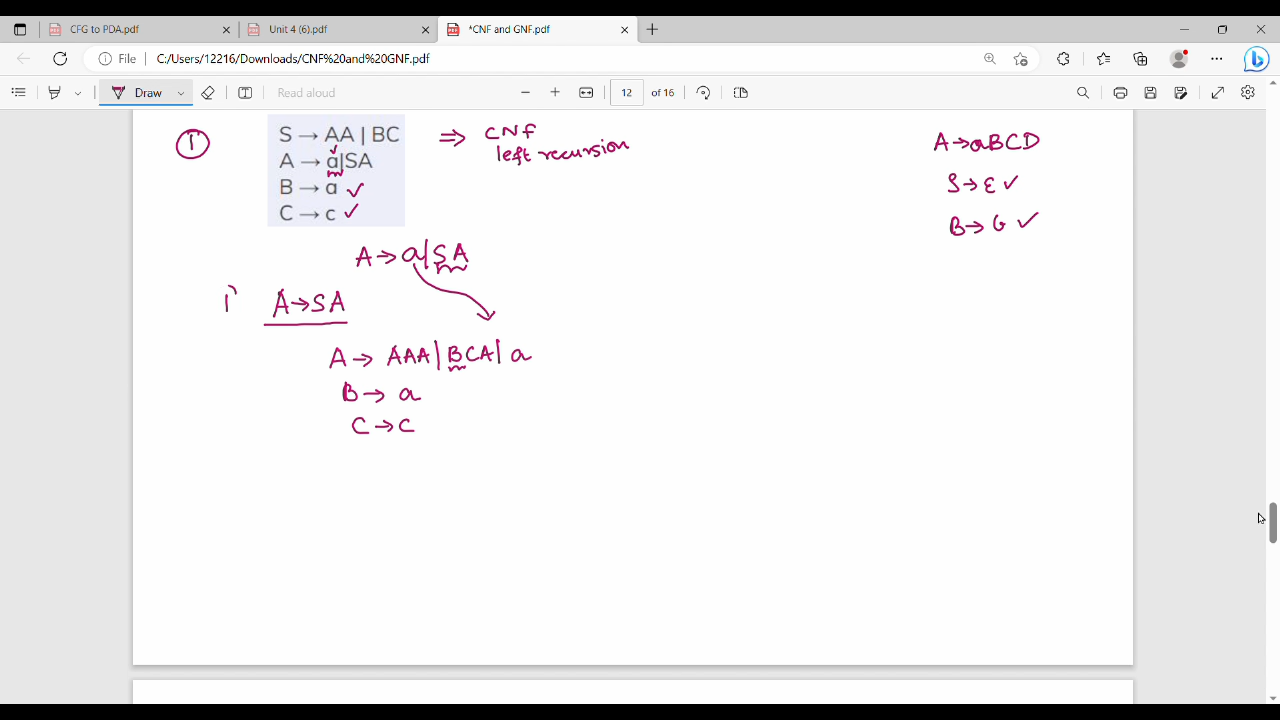 CFG to PDA.pdf
Unit 4 (6).pdf
*CNF and GNF.pdf
File
C:/Users/12216/Downloads/CNF%20and%20GNF.pdf
Draw
Read aloud
12 of 16
① S → AA | BC ⇒ CNF
left recursion
A → a|SA
B → a ✓
C → c ✓
A → aBCD
S → ε ✓
B → b ✓
A → a|SA
i) A → SA
A → AAA|BCA|a
B → a
C → c